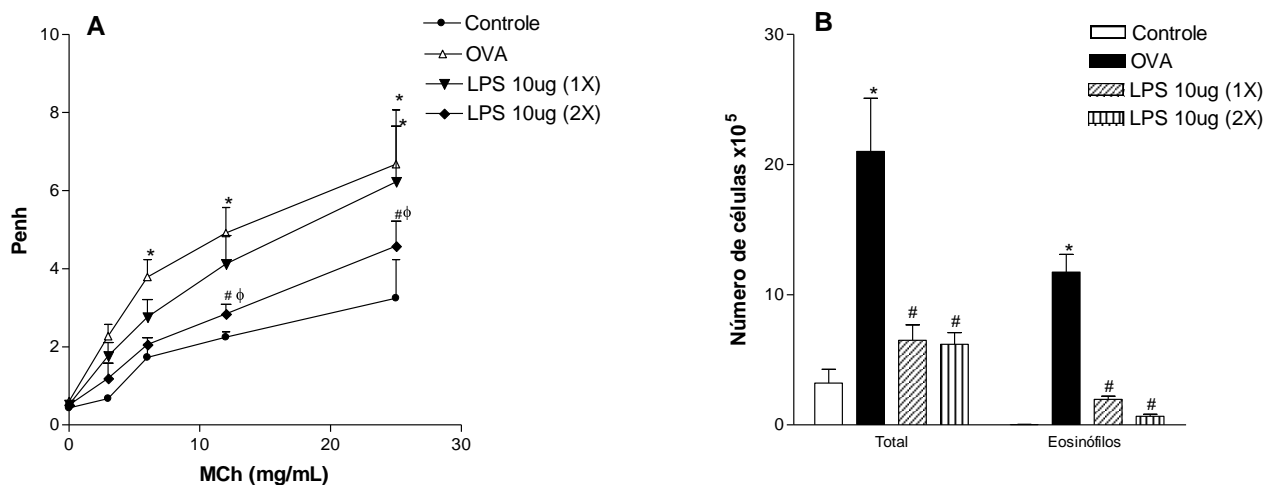 A
Controle
OVA
LPS 10ug (1X)
LPS 10ug (2X)
10
8
6
4
2
0
Penh
*
*
*
*
#ϕ
# ϕ
0
10
20
30
MCh (mg/mL)
B
Controle
OVA
LPS 10ug (1X)
LPS 10ug (2X)
30
20
10
0
Número de células x10⁵
*
#
#
*
#
#
Total
Eosinófilos